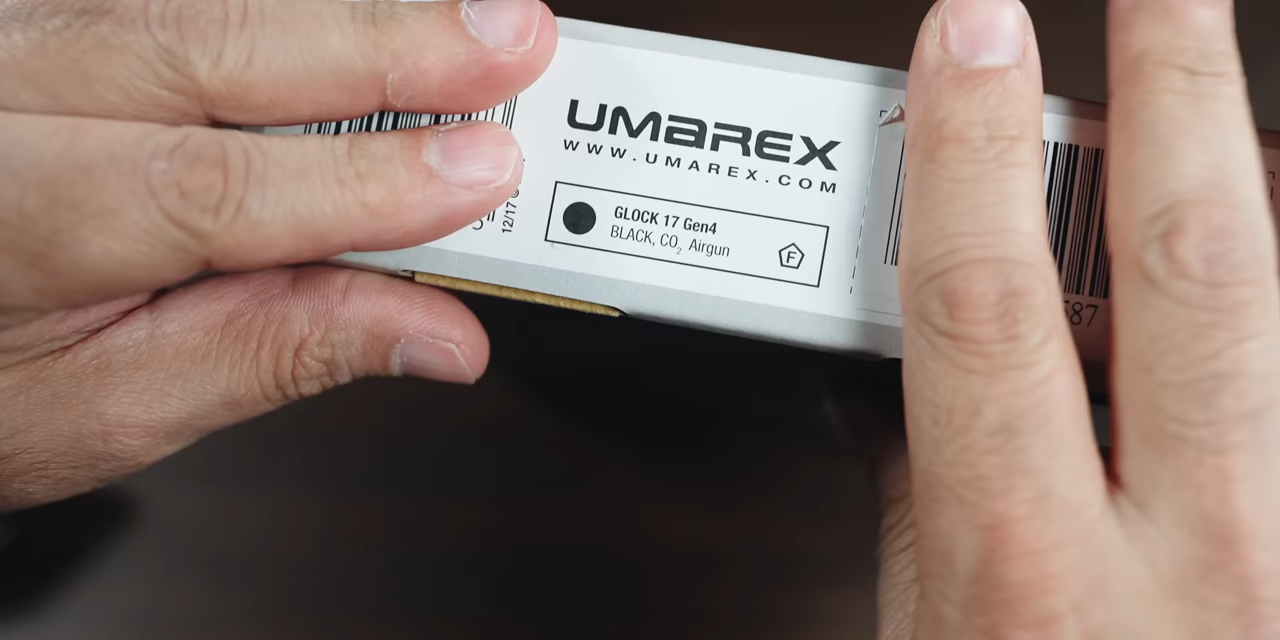 UMAREX
WWW.UMAREX.COM
GLOCK 17 Gen4
BLACK, CO₂ Airgun
F
12/17
587